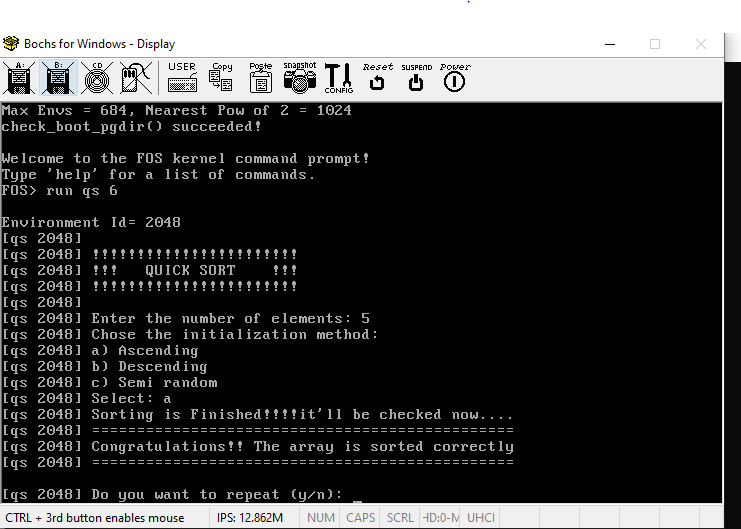 Bochs for Windows - Display
A: B: CD USER Copy Paste snapshot T CONFIG Reset SUSPEND Power
Max Envs = 684, Nearest Pow of 2 = 1024
check_boot_pgdir() succeeded!
Welcome to the FOS kernel command prompt!
Type 'help' for a list of commands.
FOS> run qs 6
Environment Id= 2048
[qs 2048]
[qs 2048] !!!!!!!!!!!!!!!!!!!!!!!
[qs 2048] !!! QUICK SORT !!!
[qs 2048] !!!!!!!!!!!!!!!!!!!!!!!
[qs 2048]
[qs 2048] Enter the number of elements: 5
[qs 2048] Chose the initialization method:
[qs 2048] a) Ascending
[qs 2048] b) Descending
[qs 2048] c) Semi random
[qs 2048] Select: a
[qs 2048] Sorting is Finished!!!!it'll be checked now....
[qs 2048] ===============================================
[qs 2048] Congratulations!! The array is sorted correctly
[qs 2048] ===============================================
[qs 2048] Do you want to repeat (y/n): _
CTRL + 3rd button enables mouse IPS: 12.862M NUM CAPS SCRL HD:0-M UHCI